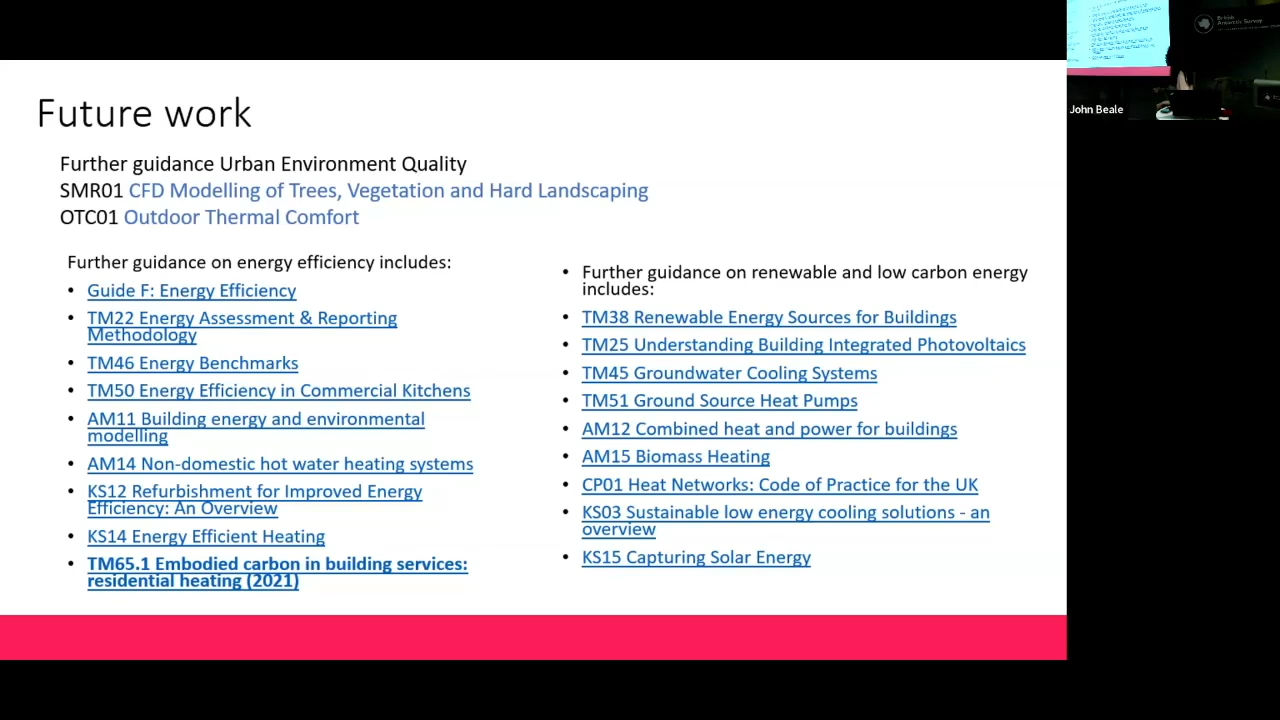 Future work
Further guidance Urban Environment Quality
SMR01 CFD Modelling of Trees, Vegetation and Hard Landscaping
OTC01 Outdoor Thermal Comfort
Further guidance on energy efficiency includes:
• Guide F: Energy Efficiency
• TM22 Energy Assessment & Reporting
Methodology
• TM46 Energy Benchmarks
• TM50 Energy Efficiency in Commercial Kitchens
• AM11 Building energy and environmental
modelling
• AM14 Non-domestic hot water heating systems
• KS12 Refurbishment for Improved Energy
Efficiency: An Overview
• KS14 Energy Efficient Heating
• TM65.1 Embodied carbon in building services:
residential heating (2021)
• Further guidance on renewable and low carbon energy
includes:
• TM38 Renewable Energy Sources for Buildings
• TM25 Understanding Building Integrated Photovoltaics
• TM45 Groundwater Cooling Systems
• TM51 Ground Source Heat Pumps
• AM12 Combined heat and power for buildings
• AM15 Biomass Heating
• CP01 Heat Networks: Code of Practice for the UK
• KS03 Sustainable low energy cooling solutions - an
overview
• KS15 Capturing Solar Energy
British
Antarctic Survey
John Beale